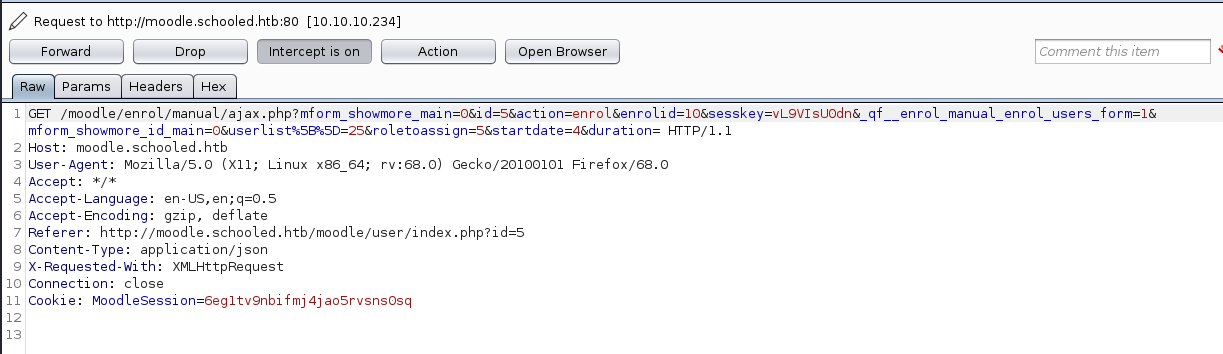 Request to http://moodle.schooled.htb:80 [10.10.10.234]
Forward Drop Intercept is on Action Open Browser Comment this item
Raw Params Headers Hex
1 GET /moodle/enrol/manual/ajax.php?mform_showmore_main=0&id=5&action=enrol&enrolid=10&sesskey=vL9VIsUOdn&_qf__enrol_manual_enrol_users_form=1&
mform_showmore_id_main=0&userlist%5B%5D=25&roletoassign=5&startdate=4&duration= HTTP/1.1
2 Host: moodle.schooled.htb
3 User-Agent: Mozilla/5.0 (X11; Linux x86_64; rv:68.0) Gecko/20100101 Firefox/68.0
4 Accept: */*
5 Accept-Language: en-US,en;q=0.5
6 Accept-Encoding: gzip, deflate
7 Referer: http://moodle.schooled.htb/moodle/user/index.php?id=5
8 Content-Type: application/json
9 X-Requested-With: XMLHttpRequest
10 Connection: close
11 Cookie: MoodleSession=6eg1tv9nbifmj4jao5rvsns0sq
12
13